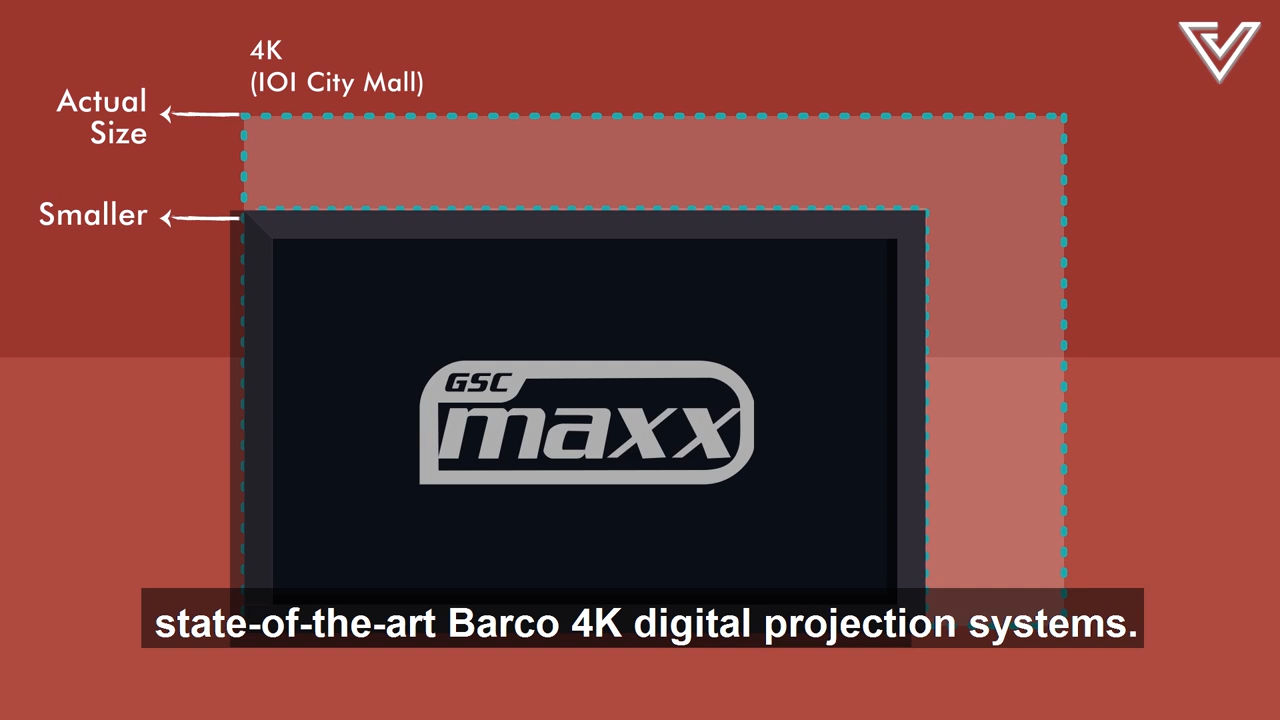 4K
(IOI City Mall)
Actual
Size
Smaller
GSC
maxx
state-of-the-art Barco 4K digital projection systems.